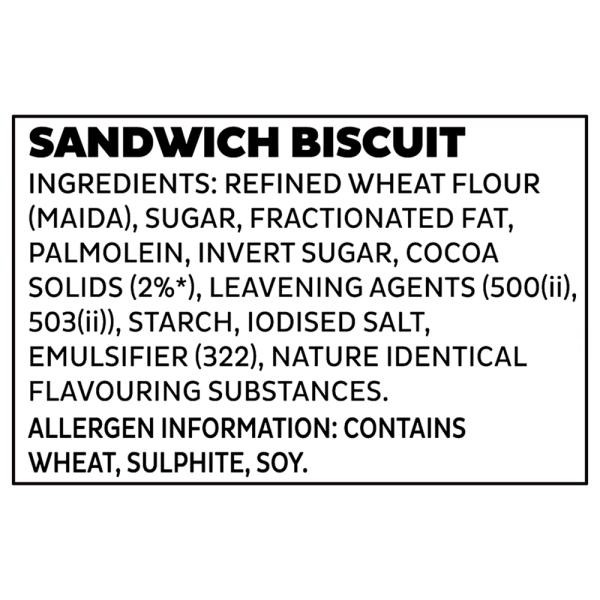 SANDWICH BISCUIT
INGREDIENTS: REFINED WHEAT FLOUR
(MAIDA), SUGAR, FRACTIONATED FAT,
PALMOLEIN, INVERT SUGAR, COCOA
SOLIDS (2%*), LEAVENING AGENTS (500(ii),
503(ii)), STARCH, IODISED SALT,
EMULSIFIER (322), NATURE IDENTICAL
FLAVOURING SUBSTANCES.
ALLERGEN INFORMATION: CONTAINS
WHEAT, SULPHITE, SOY.